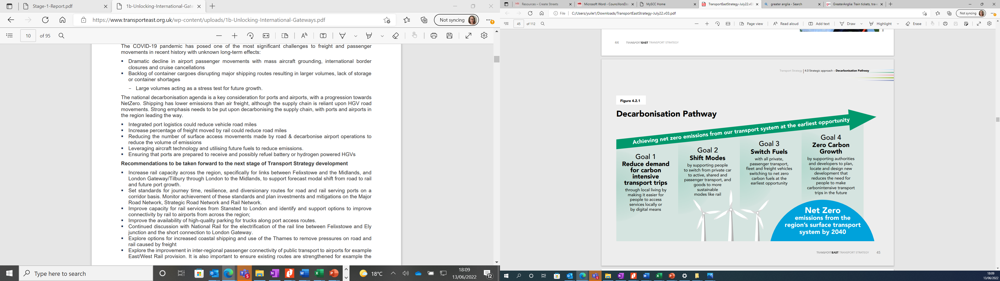 Stage-1-Report.pdf
1b-Unlocking-International-Gate
https://www.transporteast.org.uk/wp-content/uploads/1b-Unlocking-International-Gateways.pdf
Not syncing
10 of 95
The COVID-19 pandemic has posed one of the most significant challenges to freight and passenger
movements in recent history with unknown long-term effects:
▪ Dramatic decline in airport passenger movements with mass aircraft grounding, international border
closures and cruise cancellations
▪ Backlog of container cargoes disrupting major shipping routes resulting in larger volumes, lack of storage
or container shortages
– Large volumes acting as a stress test for future growth.
The national decarbonisation agenda is a key consideration for ports and airports, with a progression towards
NetZero. Shipping has lower emissions than air freight, although the supply chain is reliant upon HGV road
movements. Strong emphasis needs to be put upon decarbonising the supply chain, with ports and airports in
the region leading the way.
▪ Integrated port logistics could reduce vehicle road miles
▪ Increase percentage of freight moved by rail could reduce road miles
▪ Reducing the number of surface access movements made by road & decarbonise airport operations to
reduce the volume of emissions
▪ Leveraging aircraft technology and utilising future fuels to reduce emissions.
▪ Ensuring that ports are prepared to receive and possibly refuel battery or hydrogen powered HGVs
Recommendations to be taken forward to the next stage of Transport Strategy development
▪ Increase rail capacity across the region, specifically for links between Felixstowe and the Midlands, and
London Gateway/Tilbury through London to the Midlands, to support forecast modal shift from road to rail
and future port growth.
▪ Set standards for journey time, resilience, and diversionary routes for road and rail serving ports on a
corridor basis. Monitor achievement of these standards and plan investments and mitigations on the Major
Road Network, Strategic Road Network and Rail Network.
▪ Improve capacity for rail services from Stansted to London and identify and support options to improve
connectivity by rail to airports from across the region;
▪ Improve the availability of high-quality parking for trucks along port access routes.
▪ Continued discussion with National Rail for the electrification of the rail line between Felixstowe and Ely
junction and the short connection to London Gateway.
▪ Explore options for increased coastal shipping and use of the Thames to remove pressures on road and
rail caused by freight
▪ Explore the improvement in inter-regional passenger connectivity of public transport to airports for example
East/West Rail provision. It is also important to ensure existing routes are strengthened for example the
Type here to search
5
18°C
18:09
13/06/2022
12
Resources – Create Streets
Microsoft Word - CouncillorsDo
MySCC Home
TransportEastStrategy-July22.v03
greater anglia - Search
GreaterAnglia: Train tickets, trave
File C:/Users/yuile1/Downloads/TransportEastStrategy-July22.v03.pdf
Not syncing
45 of 112
Page view
Read aloud
Add text
Draw
Highlight
Erase
44 TRANSPORTEAST TRANSPORT STRATEGY
Transport Strategy | 4.0 Strategic approach – Decarbonisation Pathway
Figure 4.2.1
Decarbonisation Pathway
Achieving net zero emissions from our transport system at the earliest opportunity
Goal 1
Reduce demand
for carbon
intensive
transport trips
through local living by
making it easier for
people to access
services locally or
by digital means
Goal 2
Shift Modes
by supporting people
to switch from private car
to active, shared and
passenger transport, and
goods to more
sustainable
modes like rail
Goal 3
Switch Fuels
with all private,
passenger transport,
fleet and freight vehicles
switching to net zero
carbon fuels at the
earliest opportunity
Goal 4
Zero Carbon
Growth
by supporting authorities
and developers to plan,
locate and design new
development that
reduces the need for
people to make
carbonintensive transport
trips in the future
Net Zero
emissions from the
region's surface transport
system by 2040
TRANSPORTEAST TRANSPORT STRATEGY 45
18:09
13/06/2022